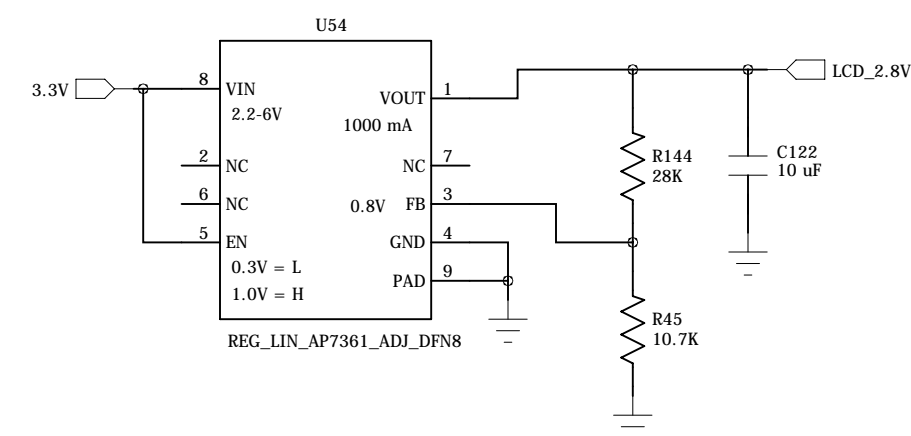 U54
3.3V
8
VIN
2.2-6V
VOUT
1
1000 mA
LCD_2.8V
2
NC
NC
7
6
NC
0.8V
FB
3
5
EN
GND
4
0.3V = L
1.0V = H
PAD
9
REG_LIN_AP7361_ADJ_DFN8
R144
28K
C122
10 uF
R45
10.7K